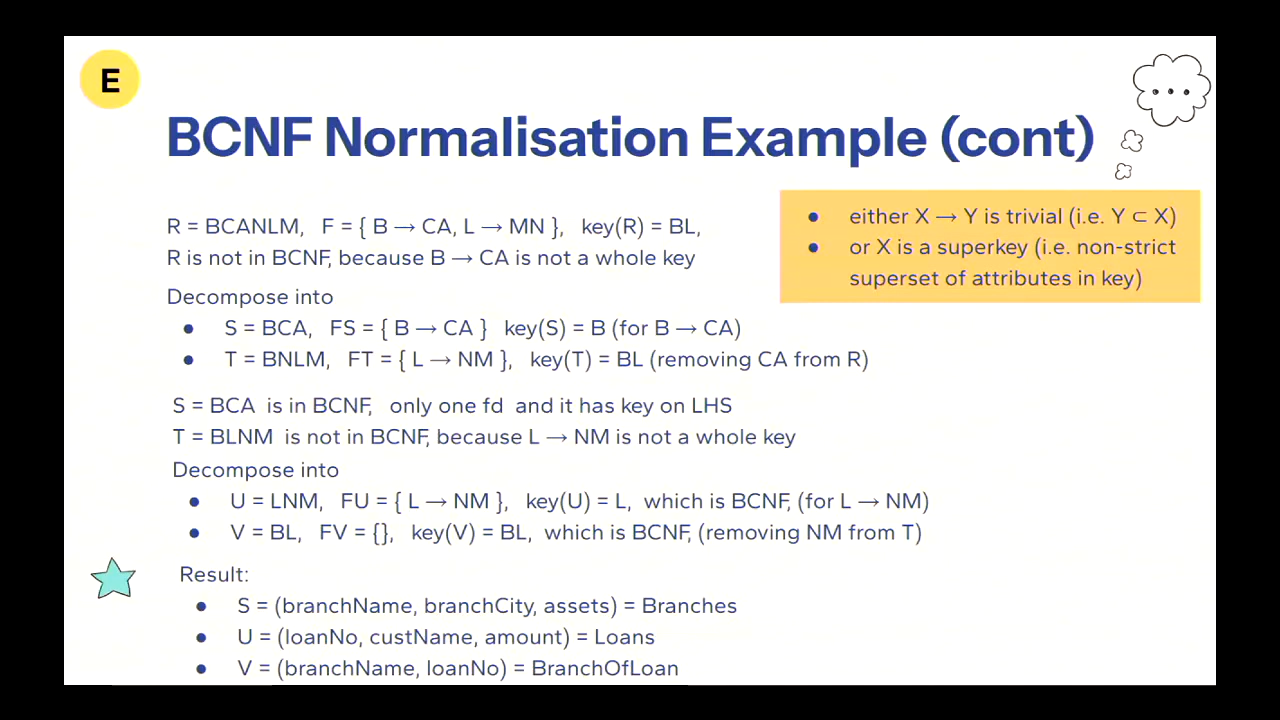 E
BCNF Normalisation Example (cont)
R = BCANLM, F = { B → CA, L → MN }, key(R) = BL,
R is not in BCNF, because B → CA is not a whole key
● either X → Y is trivial (i.e. Y ⊂ X)
● or X is a superkey (i.e. non-strict
superset of attributes in key)
Decompose into
● S = BCA, FS = { B → CA } key(S) = B (for B → CA)
● T = BNLM, FT = { L → NM }, key(T) = BL (removing CA from R)
S = BCA is in BCNF, only one fd and it has key on LHS
T = BLNM is not in BCNF, because L → NM is not a whole key
Decompose into
● U = LNM, FU = { L → NM }, key(U) = L, which is BCNF, (for L → NM)
● V = BL, FV = {}, key(V) = BL, which is BCNF, (removing NM from T)
Result:
● S = (branchName, branchCity, assets) = Branches
● U = (loanNo, custName, amount) = Loans
● V = (branchName, loanNo) = BranchOfLoan